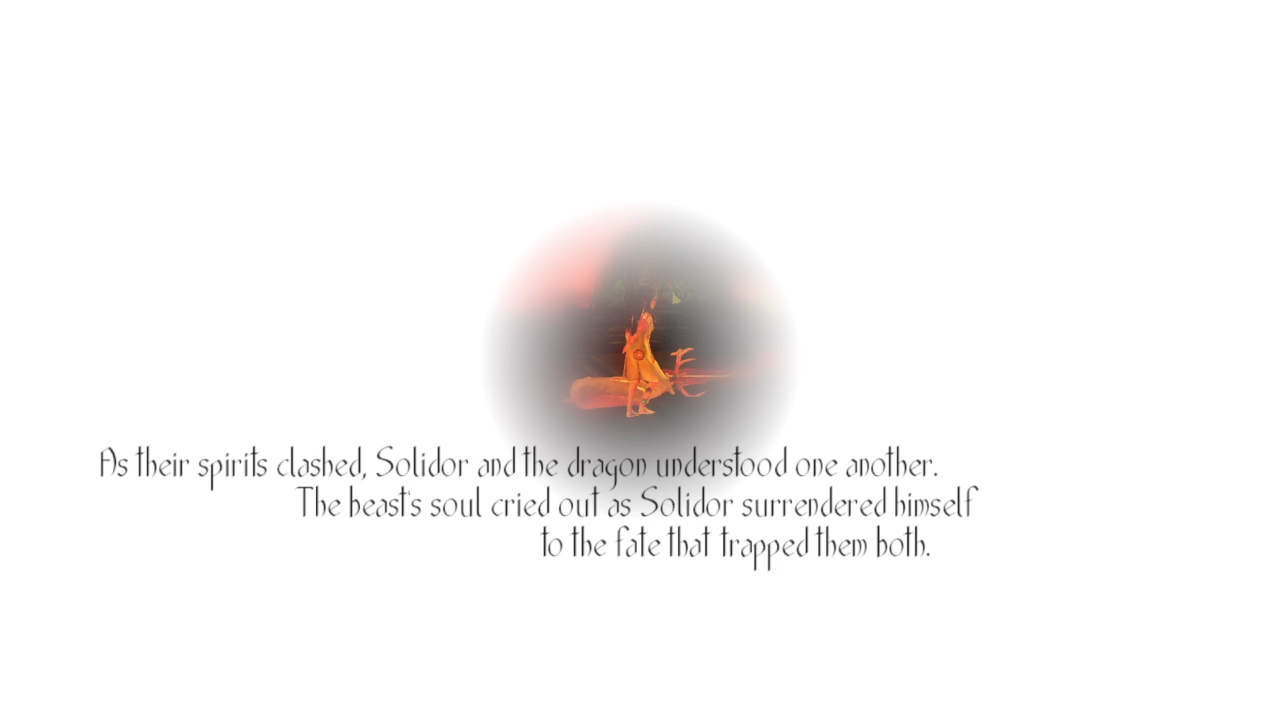 As their spirits clashed, Solidor and the dragon understood one another.
The beast's soul cried out as Solidor surrendered himself
to the fate that trapped them both.